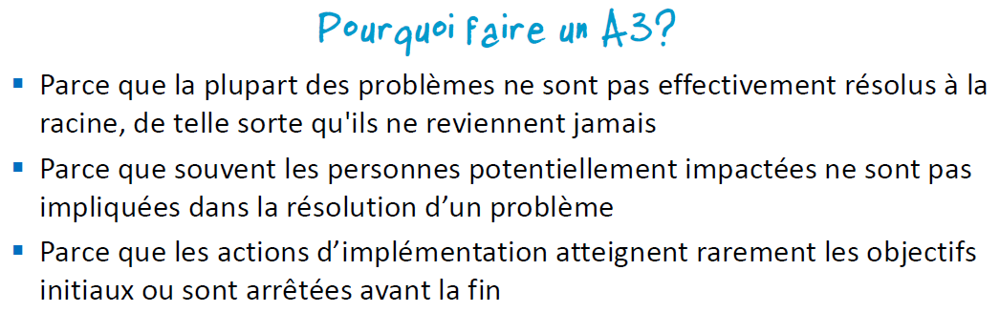 Pourquoi faire un A3?
▪ Parce que la plupart des problèmes ne sont pas effectivement résolus à la
racine, de telle sorte qu'ils ne reviennent jamais
▪ Parce que souvent les personnes potentiellement impactées ne sont pas
impliquées dans la résolution d’un problème
▪ Parce que les actions d’implémentation atteignent rarement les objectifs
initiaux ou sont arrêtées avant la fin